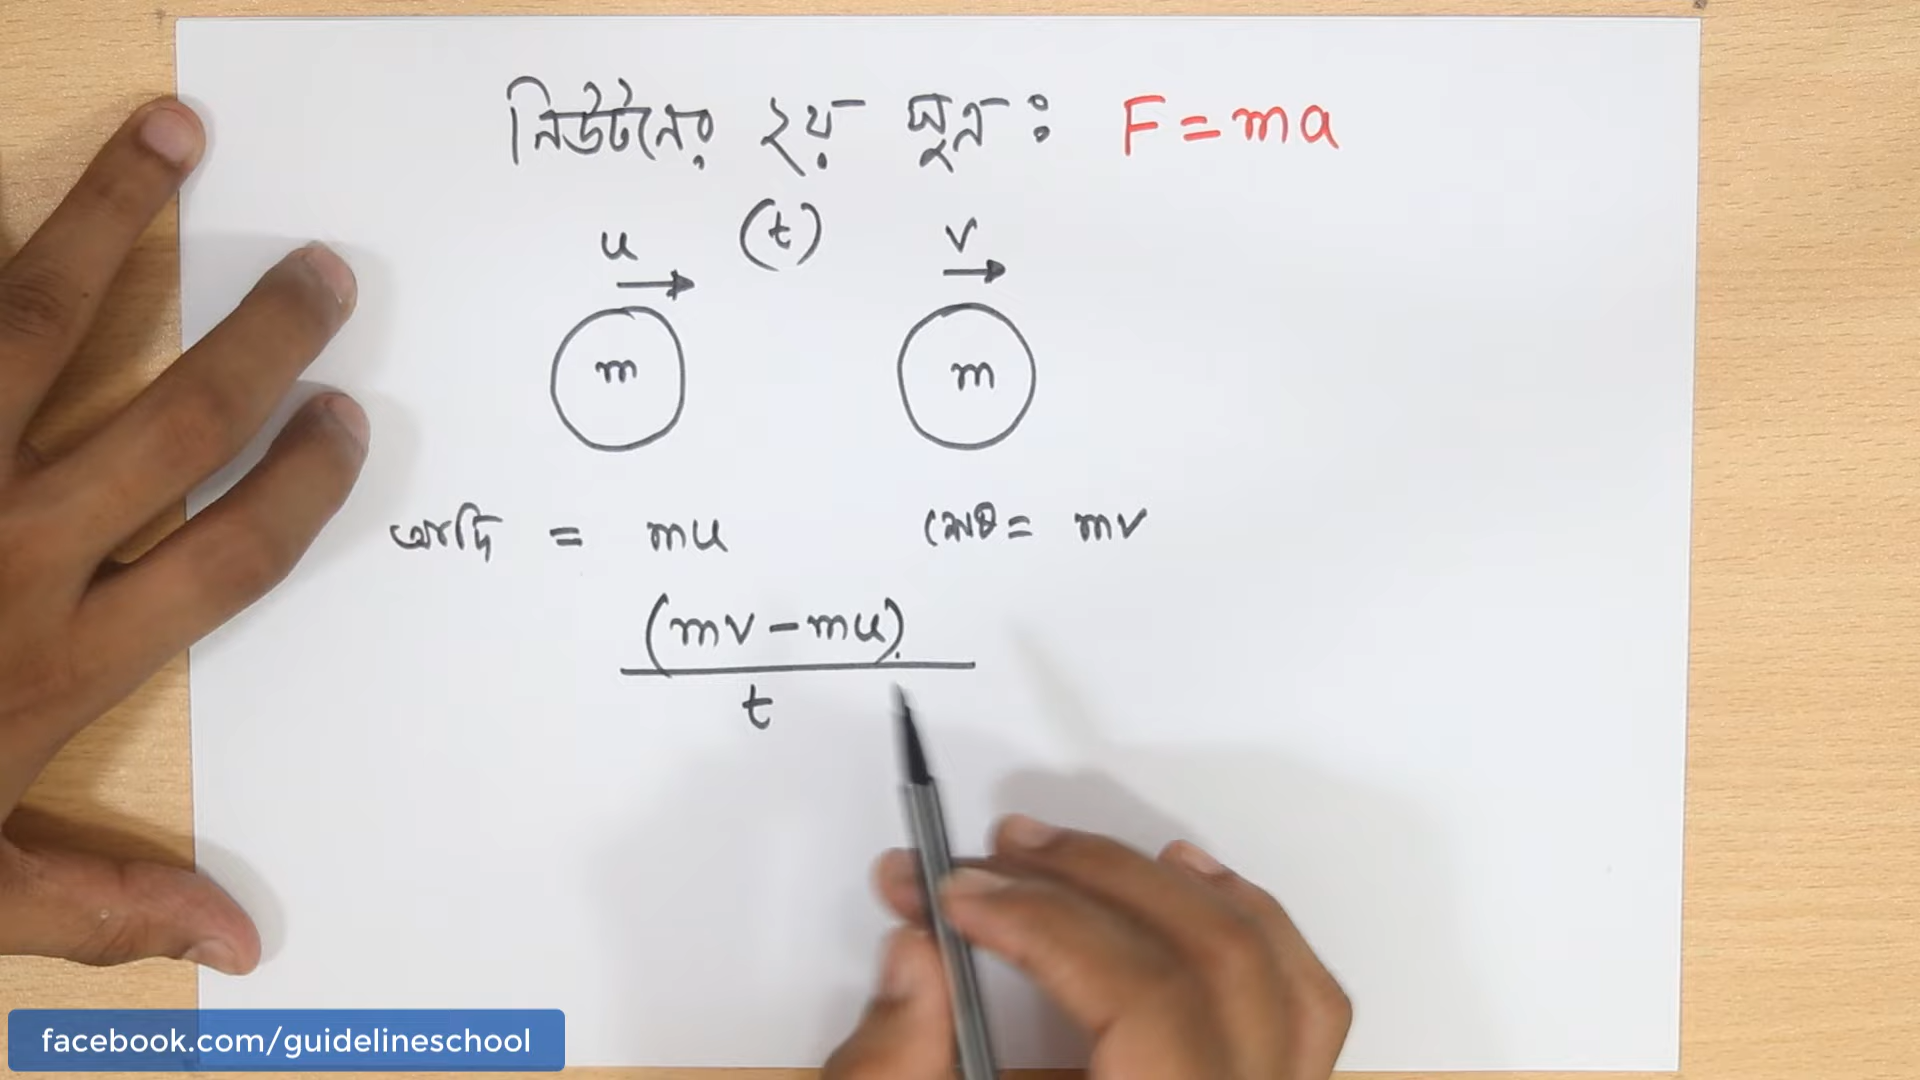 নিউটনের ২য় সূত্র : F = ma
u (t) v
m m
আদি = mu শেষ = mv
(mv - mu)
t
facebook.com/guidelineschool